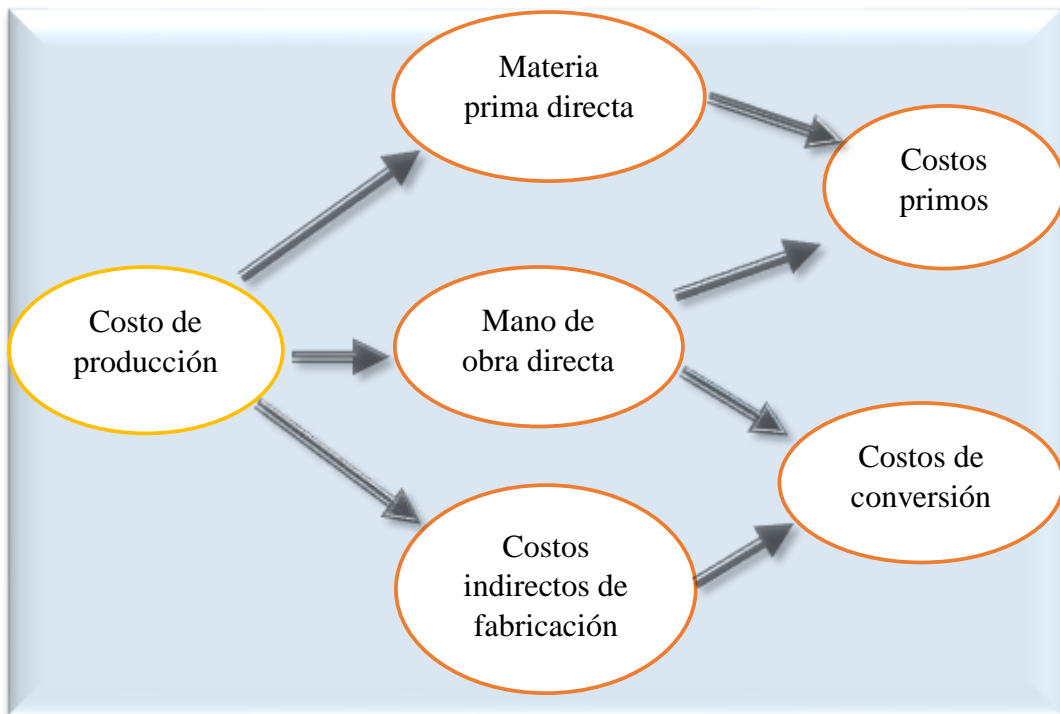 Materia
prima directa
Costos
primos
Costo de
producción
Mano de
obra directa
Costos de
conversión
Costos
indirectos de
fabricación